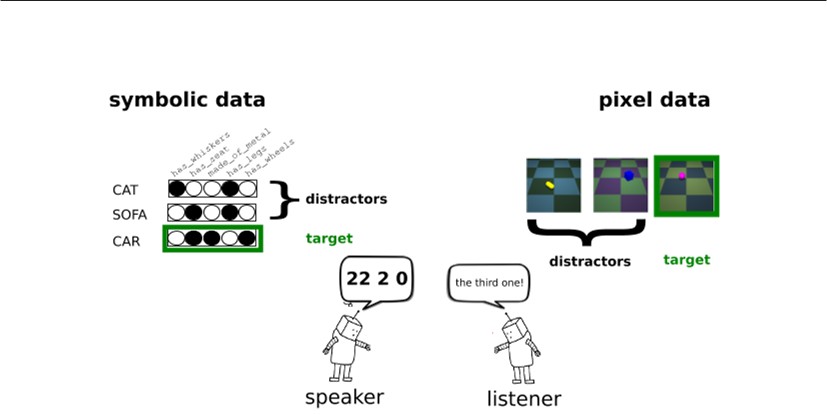 symbolic data
pixel data
has_whiskers
has_seat
made_of_metal
has_legs
has_wheels
CAT
SOFA
CAR
distractors
target
distractors
target
22 2 0
the third one!
speaker
listener